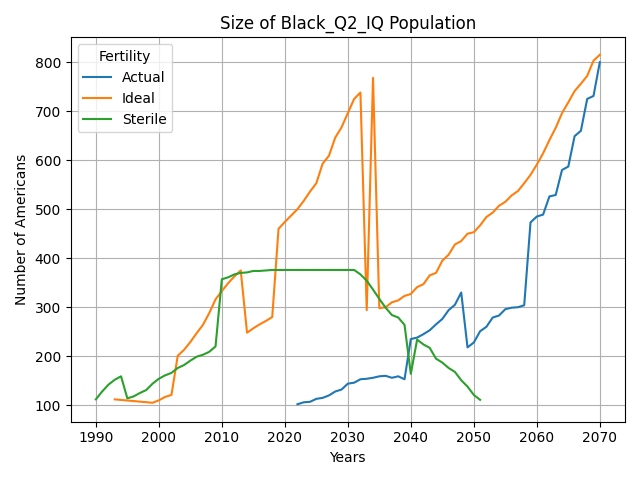 Size of Black_Q2_IQ Population
Fertility
Actual
Ideal
Sterile
Number of Americans
800
700
600
500
400
300
200
100
1990 2000 2010 2020 2030 2040 2050 2060 2070
Years